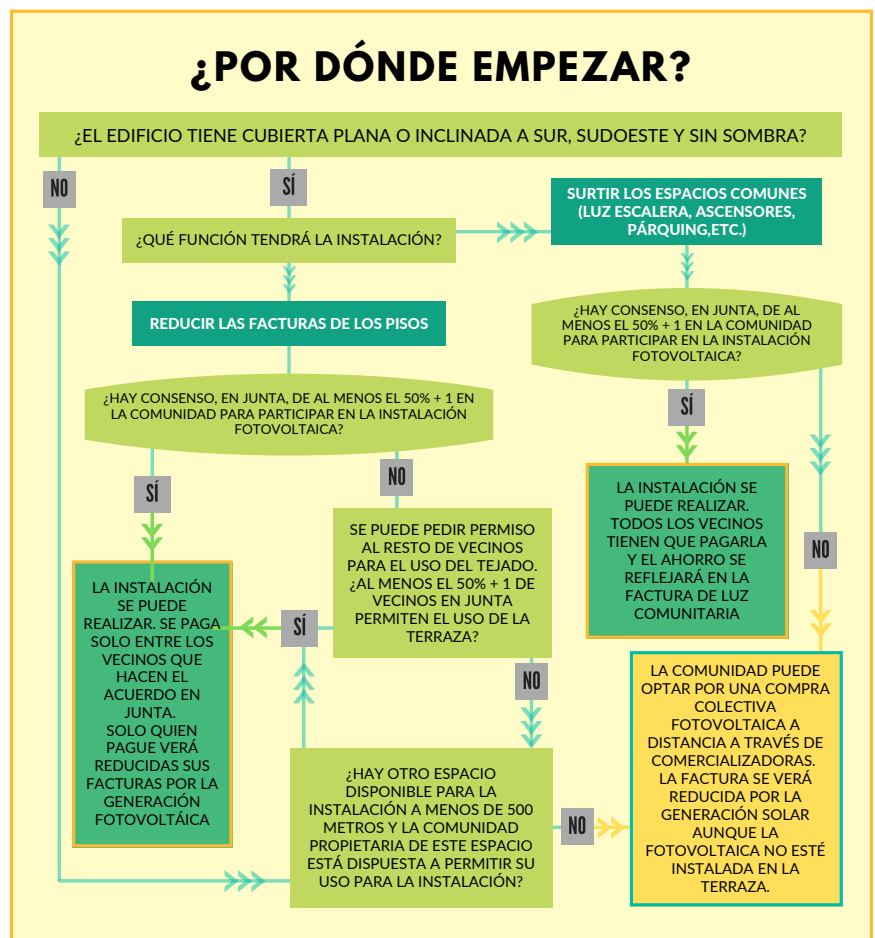 ¿POR DÓNDE EMPEZAR?
¿EL EDIFICIO TIENE CUBIERTA PLANA O INCLINADA A SUR, SUDOESTE Y SIN SOMBRA?
NO
SÍ
SURTIR LOS ESPACIOS COMUNES
(LUZ ESCALERA, ASCENSORES,
PÁRQUING,ETC.)
¿QUÉ FUNCIÓN TENDRÁ LA INSTALACIÓN?
REDUCIR LAS FACTURAS DE LOS PISOS
¿HAY CONSENSO, EN JUNTA, DE AL
MENOS EL 50% + 1 EN LA COMUNIDAD
PARA PARTICIPAR EN LA INSTALACIÓN
FOTOVOLTAICA?
¿HAY CONSENSO, EN JUNTA, DE AL MENOS EL 50% + 1 EN
LA COMUNIDAD PARA PARTICIPAR EN LA INSTALACIÓN
FOTOVOLTAICA?
SÍ
NO
SÍ
NO
LA INSTALACIÓN SE
PUEDE REALIZAR.
TODOS LOS VECINOS
TIENEN QUE PAGARLA
Y EL AHORRO SE
REFLEJARÁ EN LA
FACTURA DE LUZ
COMUNITARIA
SE PUEDE PEDIR PERMISO
AL RESTO DE VECINOS
PARA EL USO DEL TEJADO.
¿AL MENOS EL 50% + 1 DE
VECINOS EN JUNTA
PERMITEN EL USO DE LA
TERRAZA?
LA INSTALACIÓN
SE PUEDE
REALIZAR. SE PAGA
SOLO ENTRE LOS
VECINOS QUE
HACEN EL
ACUERDO EN
JUNTA.
SOLO QUIEN
PAGUE VERÁ
REDUCIDAS SUS
FACTURAS POR LA
GENERACIÓN
FOTOVOLTÁICA
SÍ
NO
LA COMUNIDAD PUEDE
OPTAR POR UNA COMPRA
COLECTIVA
FOTOVOLTAICA A
DISTANCIA A TRAVÉS DE
COMERCIALIZADORAS.
LA FACTURA SE VERÁ
REDUCIDA POR LA
GENERACIÓN SOLAR
AUNQUE LA
FOTOVOLTAICA NO ESTÉ
INSTALADA EN LA
TERRAZA.
¿HAY OTRO ESPACIO
DISPONIBLE PARA LA
INSTALACIÓN A MENOS DE 500
METROS Y LA COMUNIDAD
PROPIETARIA DE ESTE ESPACIO
ESTÁ DISPUESTA A PERMITIR SU
USO PARA LA INSTALACIÓN?
NO